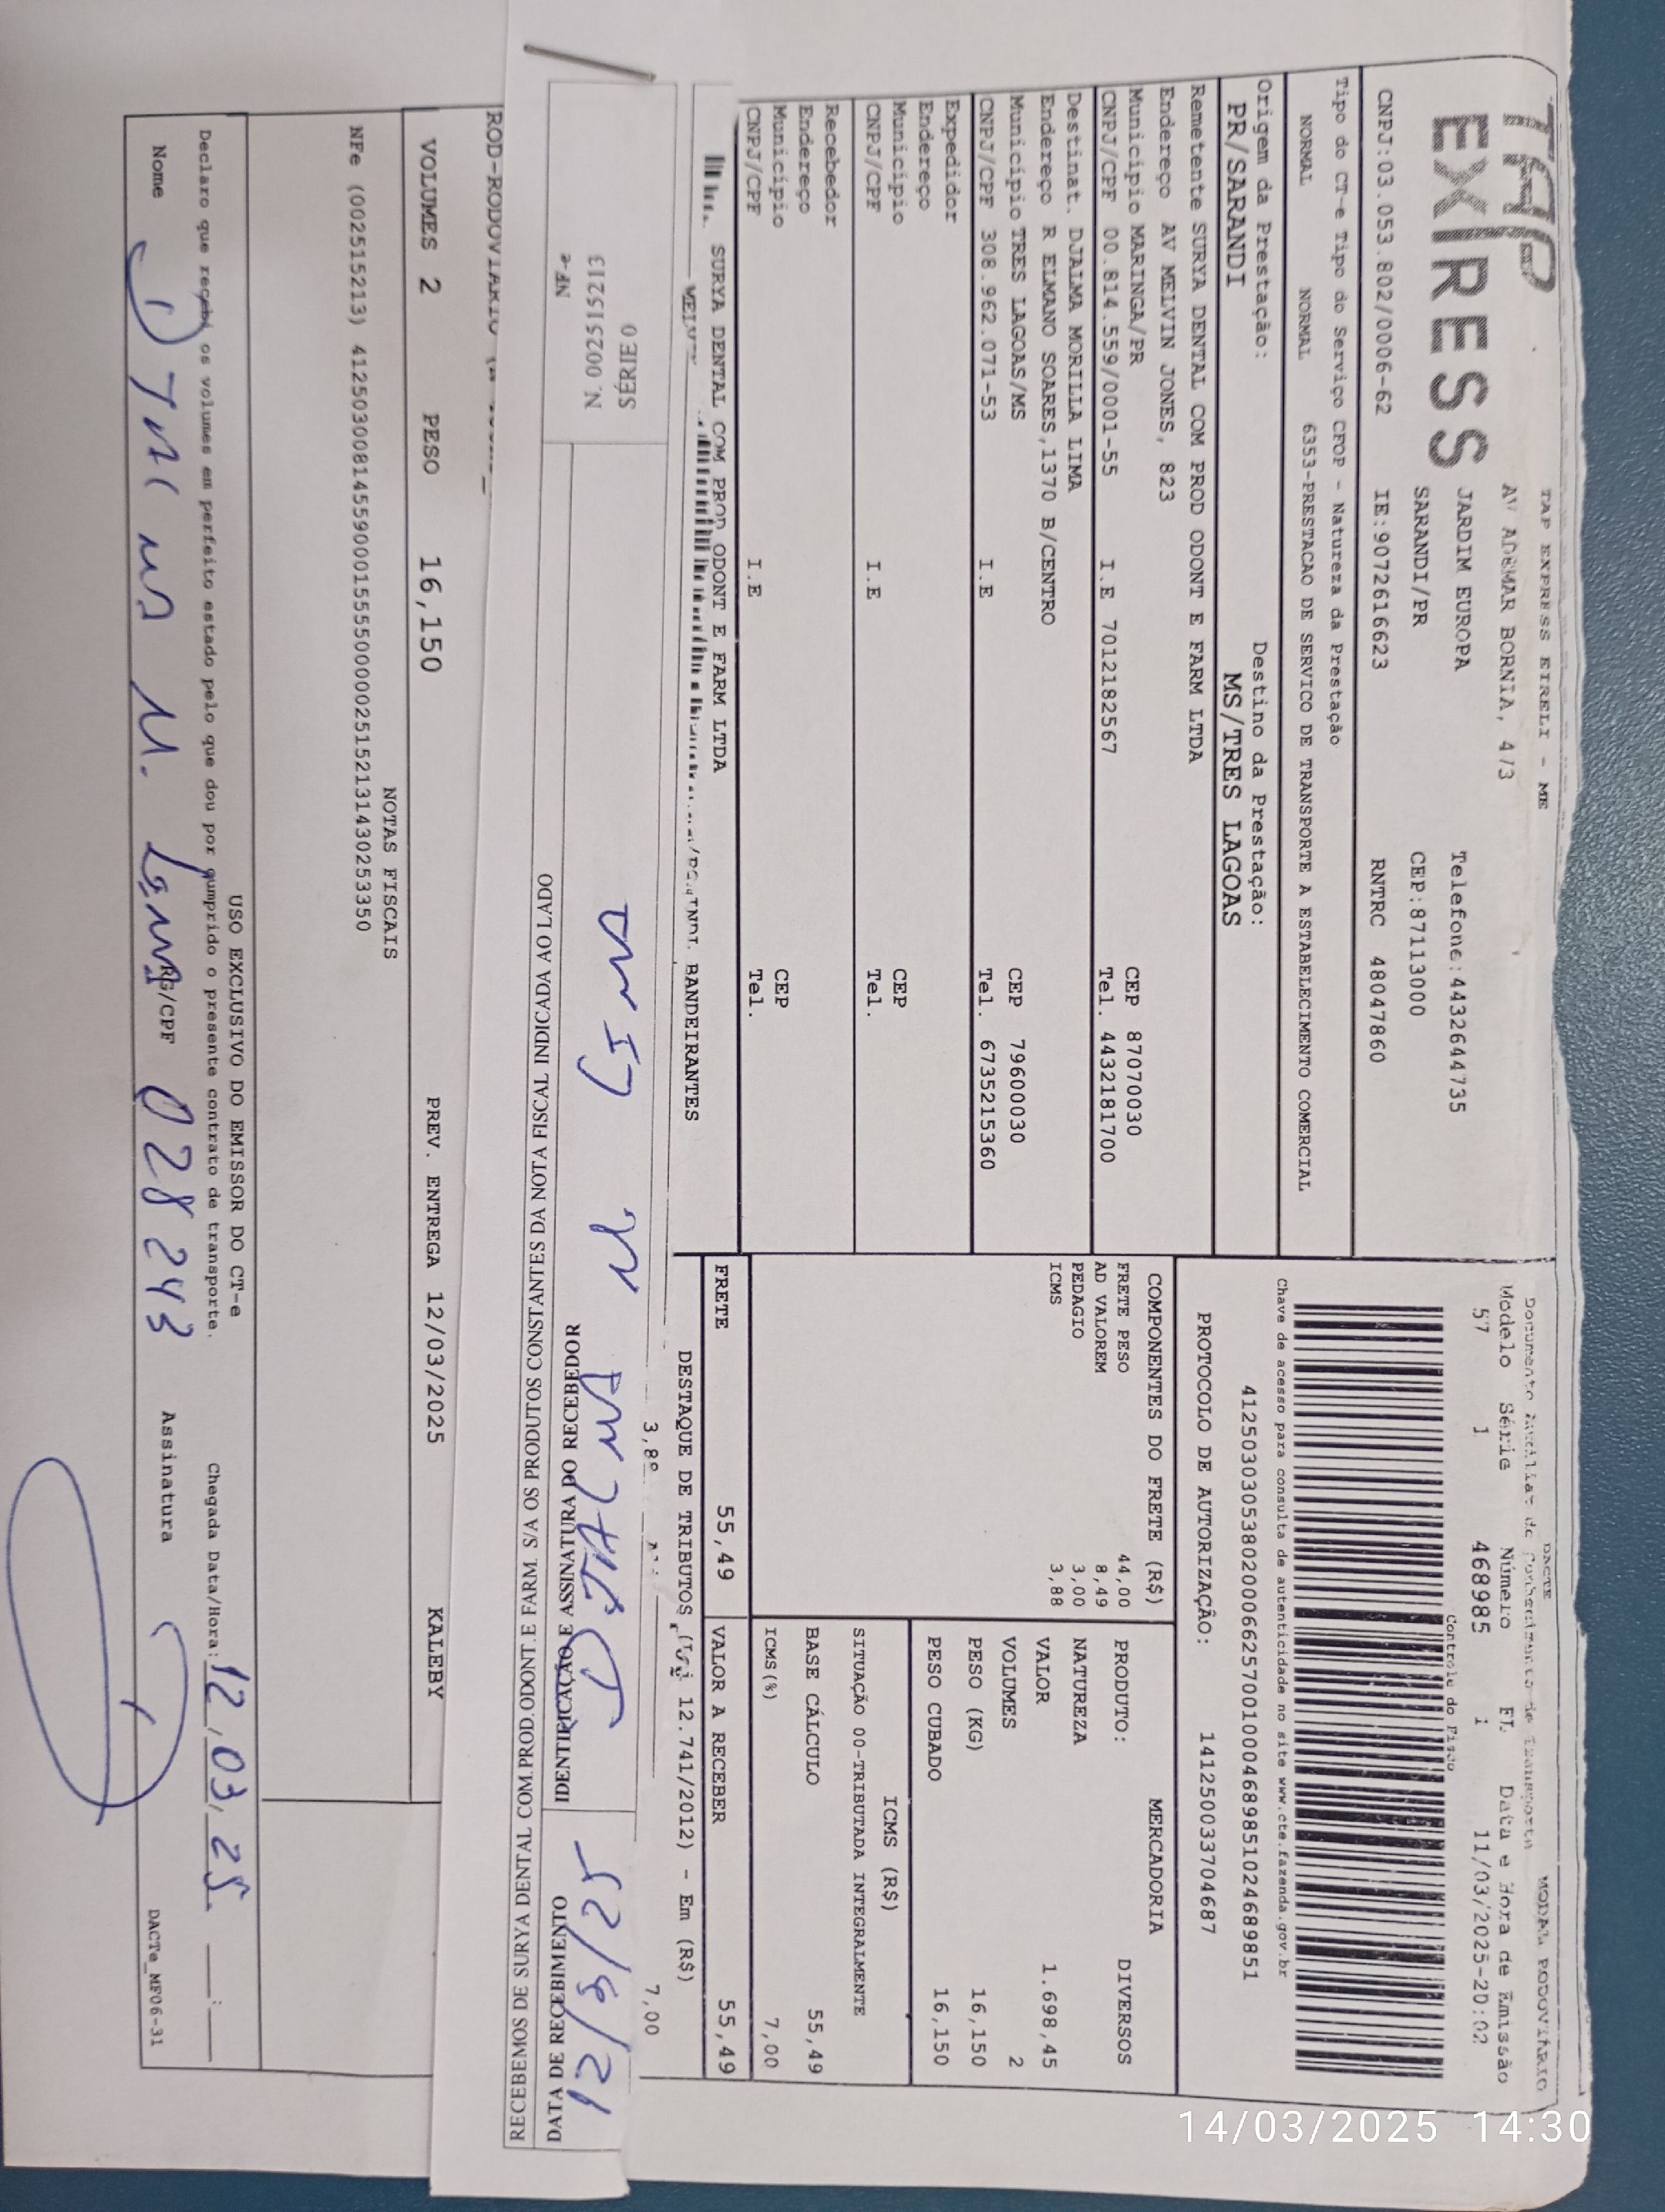 TAP EXPRESS
TAP EXPRESS EIRELI - ME
AV ADEMAR BORNIA, 473
JARDIM EUROPA Telefone:4432644735
SARANDI/PR CEP:87113000
CNPJ:03.053.802/0006-62 IE:9072616623 RNTRC 48047860
Tipo do CT-e Tipo do Serviço CFOP - Natureza da Prestação
NORMAL NORMAL 6353-PRESTACAO DE SERVICO DE TRANSPORTE A ESTABELECIMENTO COMERCIAL
Origem da Prestação: Destino da Prestação:
PR/SARANDI MS/TRES LAGOAS
Remetente SURYA DENTAL COM PROD ODONT E FARM LTDA
Endereço AV MELVIN JONES, 823
Município MARINGA/PR CEP 87070030
CNPJ/CPF 00.814.559/0001-55 I.E 7012182567 Tel. 4432181700
Destinat. DJALMA MORILLA LIMA
Endereço R ELMANO SOARES,1370 B/CENTRO
Município TRES LAGOAS/MS CEP 79600030
CNPJ/CPF 308.962.071-53 I.E Tel. 6735215360
Expedidor
Endereço
Município CEP
CNPJ/CPF I.E Tel.
Recebedor
Endereço
Município CEP
CNPJ/CPF I.E Tel.
SURYA DENTAL COM PROD ODONT E FARM LTDA
BANDEIRANTES
DACTE MODAL RODOVIÁRIO
Documento Auxiliar de Conhecimento de Transporte
Modelo Série Número FL Data e Hora de Emissão
57 1 468985 1 11/03/2025-20:02
Controle do Fisco
Chave de acesso para consulta de autenticidade no site www.cte.fazenda.gov.br
41250303053802000662570010004689851024689851
PROTOCOLO DE AUTORIZAÇÃO: 141250033704687
COMPONENTES DO FRETE (R$)
FRETE PESO 44,00
AD VALOREM 8,49
PEDAGIO 3,00
ICMS 3,88
MERCADORIA
PRODUTO: DIVERSOS
NATUREZA
VALOR 1.698,45
VOLUMES 2
PESO (KG) 16,150
PESO CUBADO 16,150
ICMS (R$)
SITUAÇÃO 00-TRIBUTADA INTEGRALMENTE
BASE CÁLCULO 55,49
ICMS(%) 7,00
FRETE 55,49 VALOR A RECEBER 55,49
DESTAQUE DE TRIBUTOS (Lei 12.741/2012) - Em (R$)
3,88 7,00
NF-e
N. 002515213
SÉRIE 0
RECEBEMOS DE SURYA DENTAL COM.PROD.ODONT.E FARM. S/A OS PRODUTOS CONSTANTES DA NOTA FISCAL INDICADA AO LADO
DATA DE RECEBIMENTO
IDENTIFICAÇÃO E ASSINATURA DO RECEBEDOR
VOLUMES 2 PESO 16,150 PREV. ENTREGA 12/03/2025 KALEBY
NOTAS FISCAIS
NFe (002515213) 41250300814559000155550000025152131430253350
USO EXCLUSIVO DO EMISSOR DO CT-e
Declaro que recebi os volumes em perfeito estado pelo que dou por cumprido o presente contrato de transporte. Chegada Data/Hora: 12/03/25 __:__
Nome RG/CPF 028243 Assinatura
DACTe_MF06-31
14/03/2025 14:30